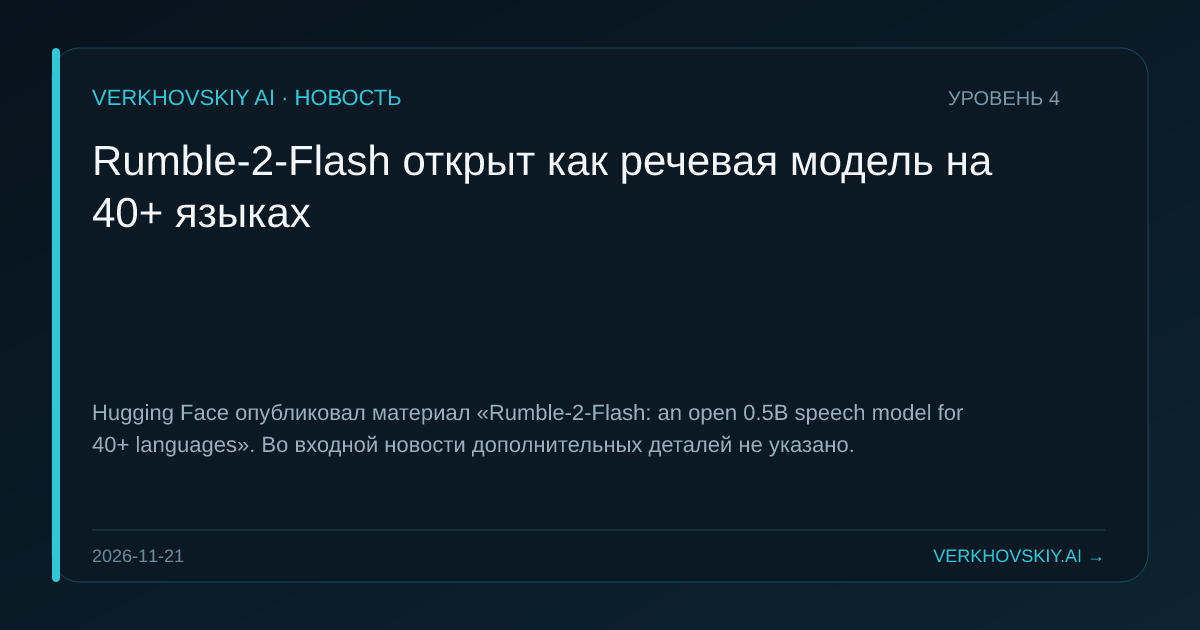 VERKHOVSKIY AI · НОВОСТЬ
УРОВЕНЬ 4
Rumble-2-Flash открыт как речевая модель на
40+ языках
Hugging Face опубликовал материал «Rumble-2-Flash: an open 0.5B speech model for
40+ languages». Во входной новости дополнительных деталей не указано.
2026-11-21
VERKHOVSKIY.AI →